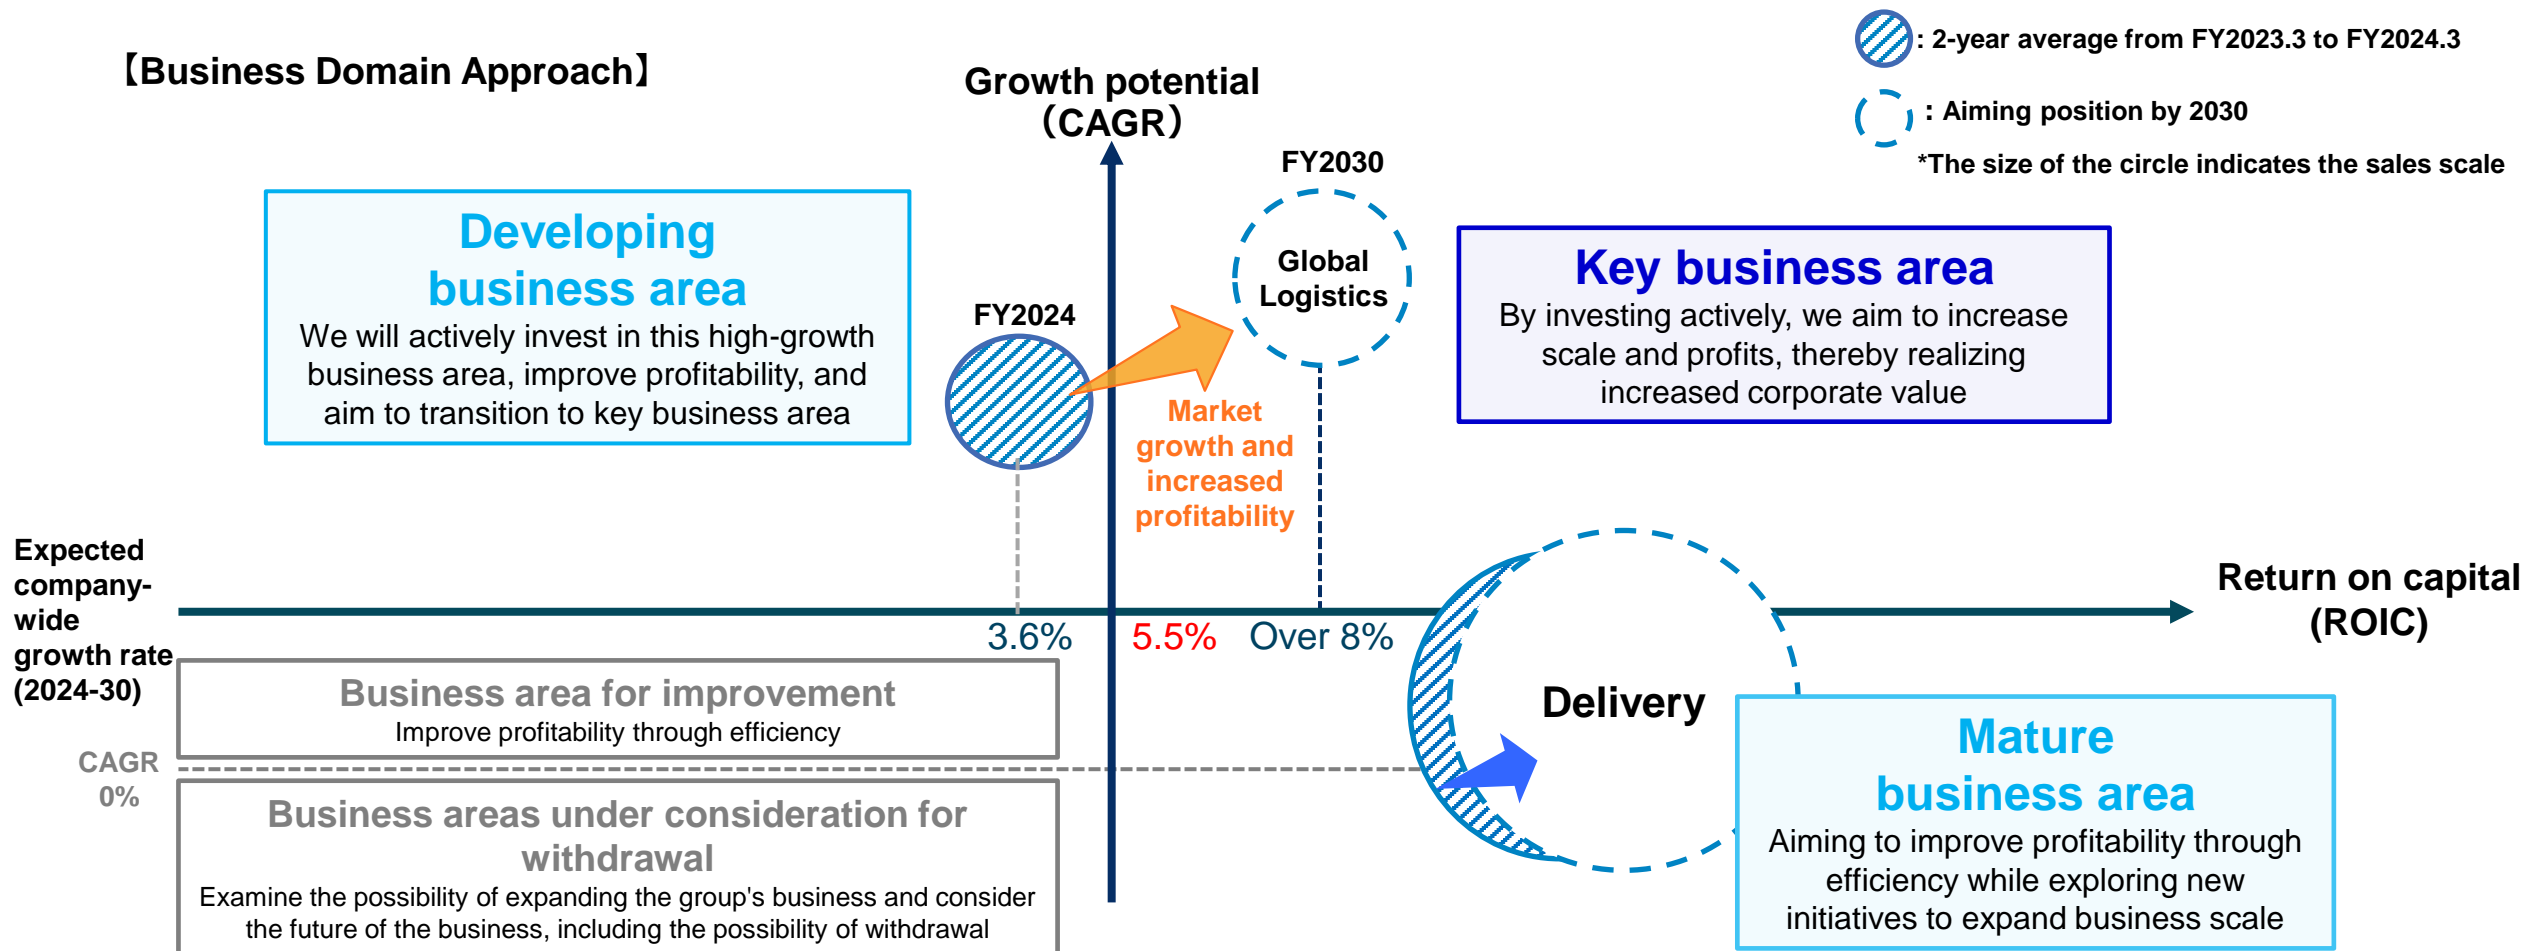 【Business Domain Approach】
: 2-year average from FY2023.3 to FY2024.3
: Aiming position by 2030
*The size of the circle indicates the sales scale
Growth potential
（CAGR）
FY2030
Global
Logistics
FY2024
Developing
business area
We will actively invest in this high-growth
business area, improve profitability, and
aim to transition to key business area
Key business area
By investing actively, we aim to increase
scale and profits, thereby realizing
increased corporate value
Market
growth and
increased
profitability
Expected
company-
wide
growth rate
(2024-30)
Return on capital
(ROIC)
3.6%
5.5%
Over 8%
Business area for improvement
Improve profitability through efficiency
CAGR
0%
Business areas under consideration for
withdrawal
Examine the possibility of expanding the group's business and consider
the future of the business, including the possibility of withdrawal
Delivery
Mature
business area
Aiming to improve profitability through
efficiency while exploring new
initiatives to expand business scale